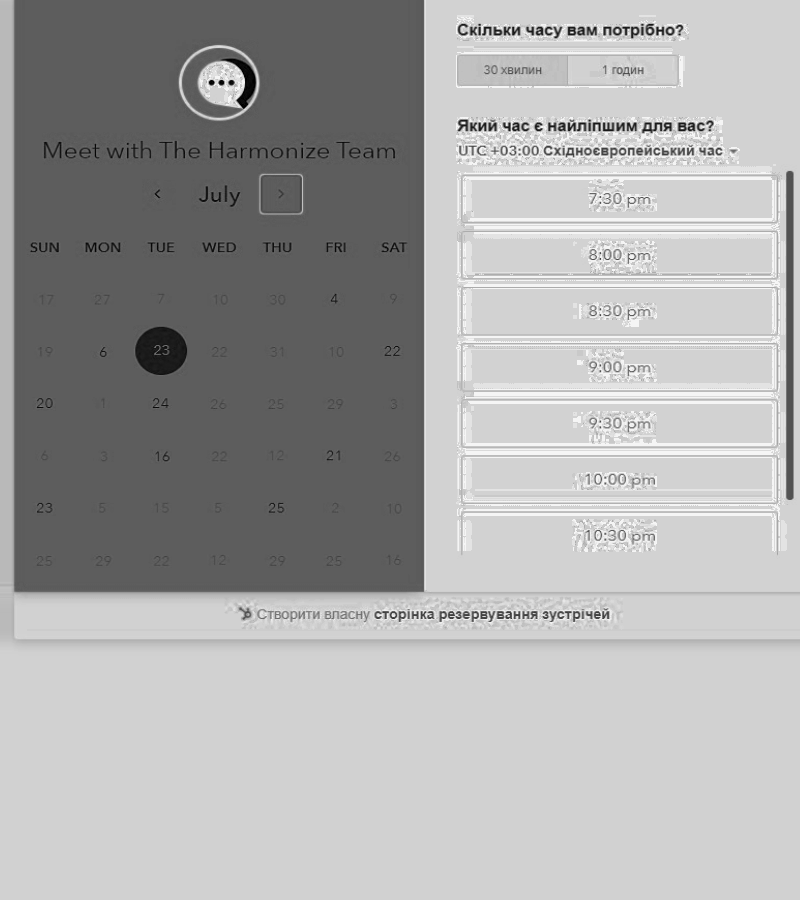 Meet with The Harmonize Team
July
SUN MON TUE WED THU FRI SAT
17 27 7 10 30 4 9
19 6 23 22 31 10 22
20 1 24 26 25 29 3
6 3 16 22 12 21 26
23 5 15 5 25 2 10
25 29 22 12 29 25 16
Скільки часу вам потрібно?
30 хвилин 1 годин
Який час є найліпшим для вас?
UTC +03:00 Східноєвропейський час
7:30 pm
8:00 pm
8:30 pm
9:00 pm
9:30 pm
10:00 pm
10:30 pm
Створити власну сторінка резервування зустрічей